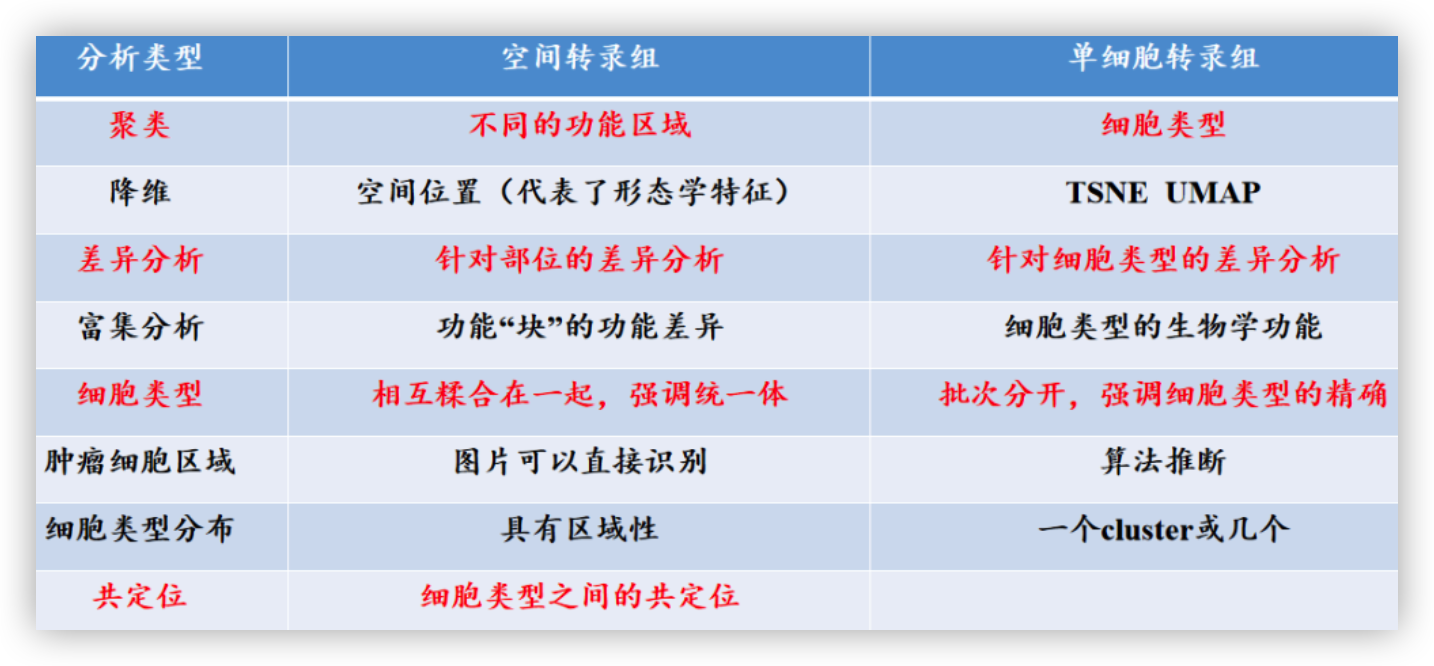 分析类型 空间转录组 单细胞转录组
聚类 不同的功能区域 细胞类型
降维 空间位置（代表了形态学特征） TSNE UMAP
差异分析 针对部位的差异分析 针对细胞类型的差异分析
富集分析 功能“块”的功能差异 细胞类型的生物学功能
细胞类型 相互糅合在一起，强调统一体 批次分开，强调细胞类型的精确
肿瘤细胞区域 图片可以直接识别 算法推断
细胞类型分布 具有区域性 一个cluster或几个
共定位 细胞类型之间的共定位